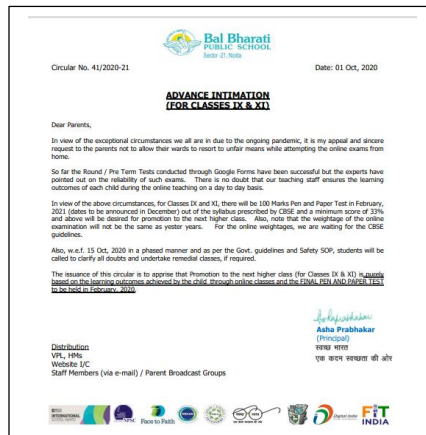 Bal Bharati
PUBLIC SCHOOL
Sector -21, Noida
Circular No. 41/2020-21
Date: 01 Oct, 2020
ADVANCE INTIMATION
(FOR CLASSES IX & XI)
Dear Parents,
In view of the exceptional circumstances we all are in due to the ongoing pandemic, it is my appeal and sincere
request to the parents not to allow their wards to resort to unfair means while attempting the online exams from
home.
So far the Round / Pre Term Tests conducted through Google Forms have been successful but the experts have
pointed out on the reliability of such exams. There is no doubt that our teaching staff ensures the learning
outcomes of each child during the online teaching on a day to day basis.
In view of the above circumstances, for Classes IX and XI, there will be 100 Marks Pen and Paper Test in February,
2021 (dates to be announced in December) out of the syllabus prescribed by CBSE and a minimum score of 33%
and above will be desired for promotion to the next higher class. Also, note that the weightage of the online
examination will not be the same as yester years. For the online weightages, we are waiting for the CBSE
guidelines.
Also, w.e.f. 15 Oct, 2020 in a phased manner and as per the Govt. guidelines and Safety SOP, students will be
called to clarify all doubts and undertake remedial classes, if required.
The issuance of this circular is to apprise that Promotion to the next higher class (for Classes IX & XI) is purely
based on the learning outcomes achieved by the child through online classes and the FINAL PEN AND PAPER TEST
to be held in February, 2020.
Asha Prabhakar
(Principal)
स्वच्छ भारत
एक कदम स्वच्छता की ओर
Distribution
VPL, HMs
Website I/C
Staff Members (via e-mail) / Parent Broadcast Groups
INTERNATIONAL
Face to Faith
Digital India
FIT
INDIA